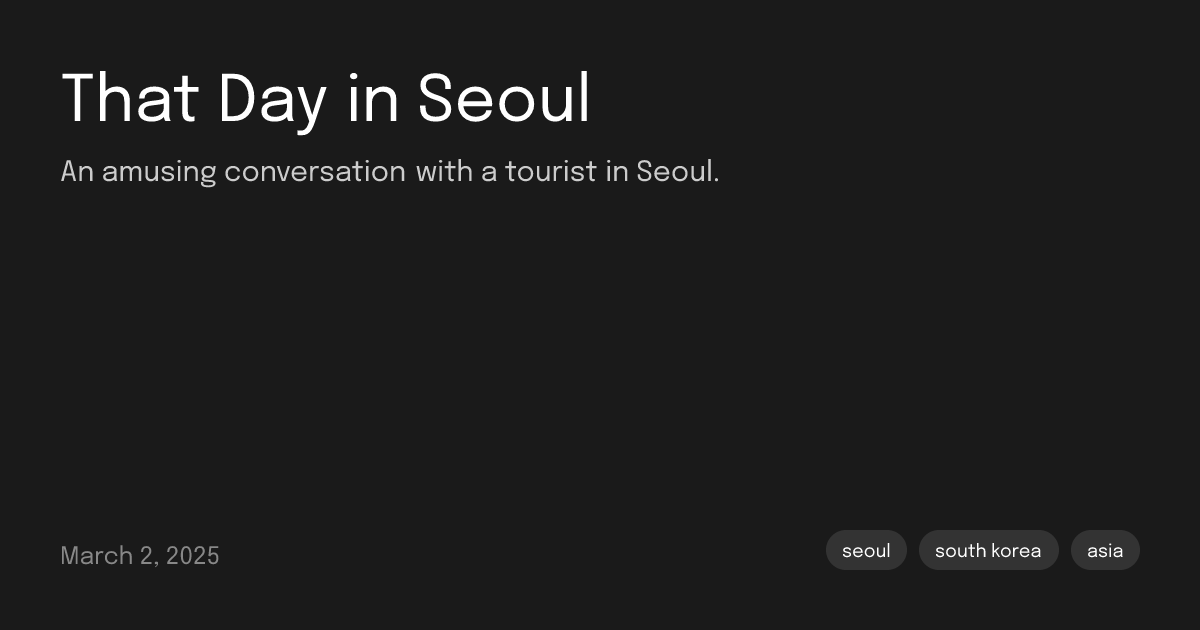 That Day in Seoul
An amusing conversation with a tourist in Seoul.
March 2, 2025
seoul
south korea
asia